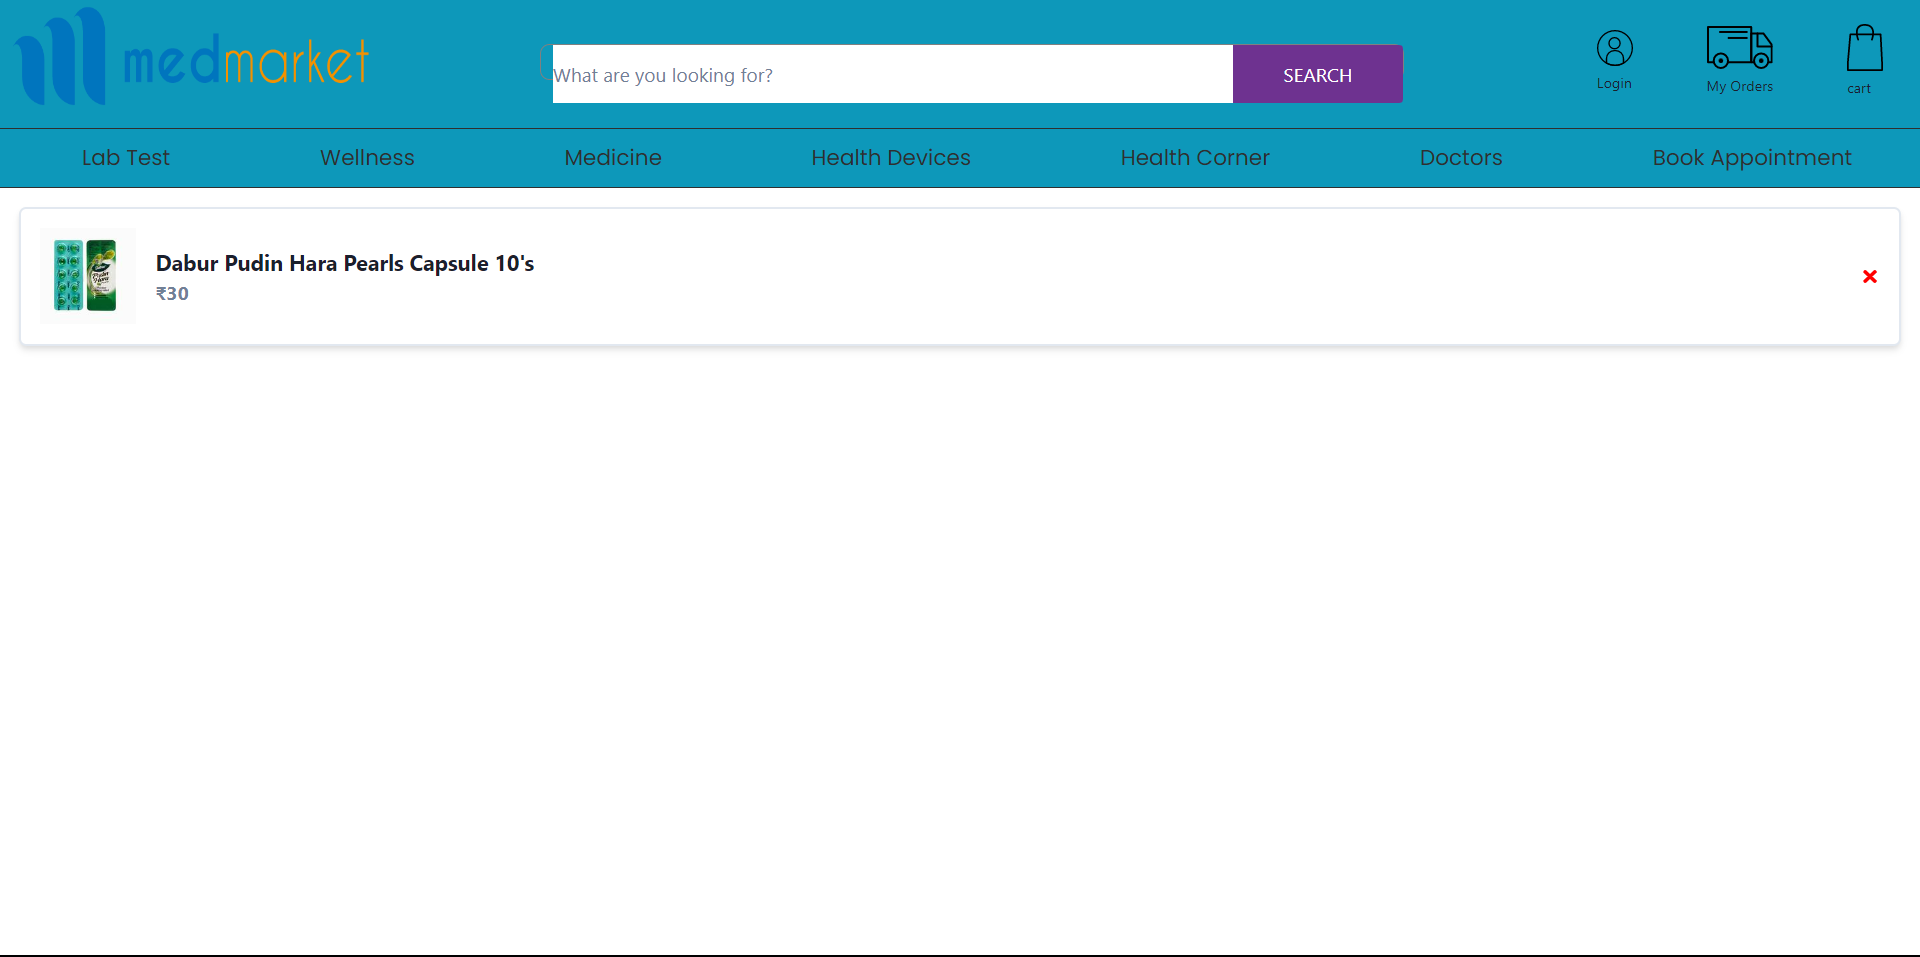 medmarket
What are you looking for?
SEARCH
Login
My Orders
cart
Lab Test
Wellness
Medicine
Health Devices
Health Corner
Doctors
Book Appointment
Dabur Pudin Hara Pearls Capsule 10's
₹30